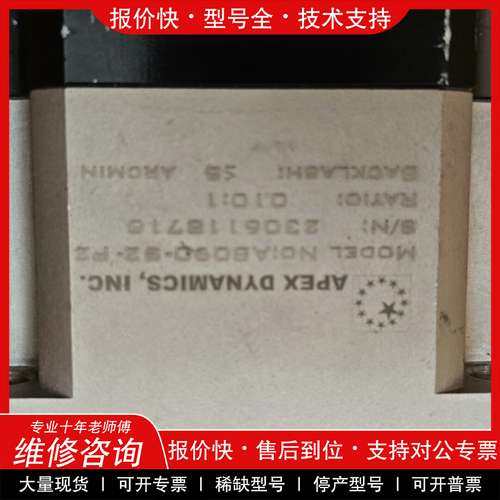 报价快 · 型号全 · 技术支持
APEX DYNAMICS, INC.
MODEL NO:AB090-S2-P2
S/N:
RATIO: 010:1
BACKLASH: ≤5 ARCMIN
专业十年老师傅
维修咨询
报价快 · 售后到位 · 支持对公专票
大量现货 | 可开专票 | 稀缺型号 | 停产型号 | 可开普票